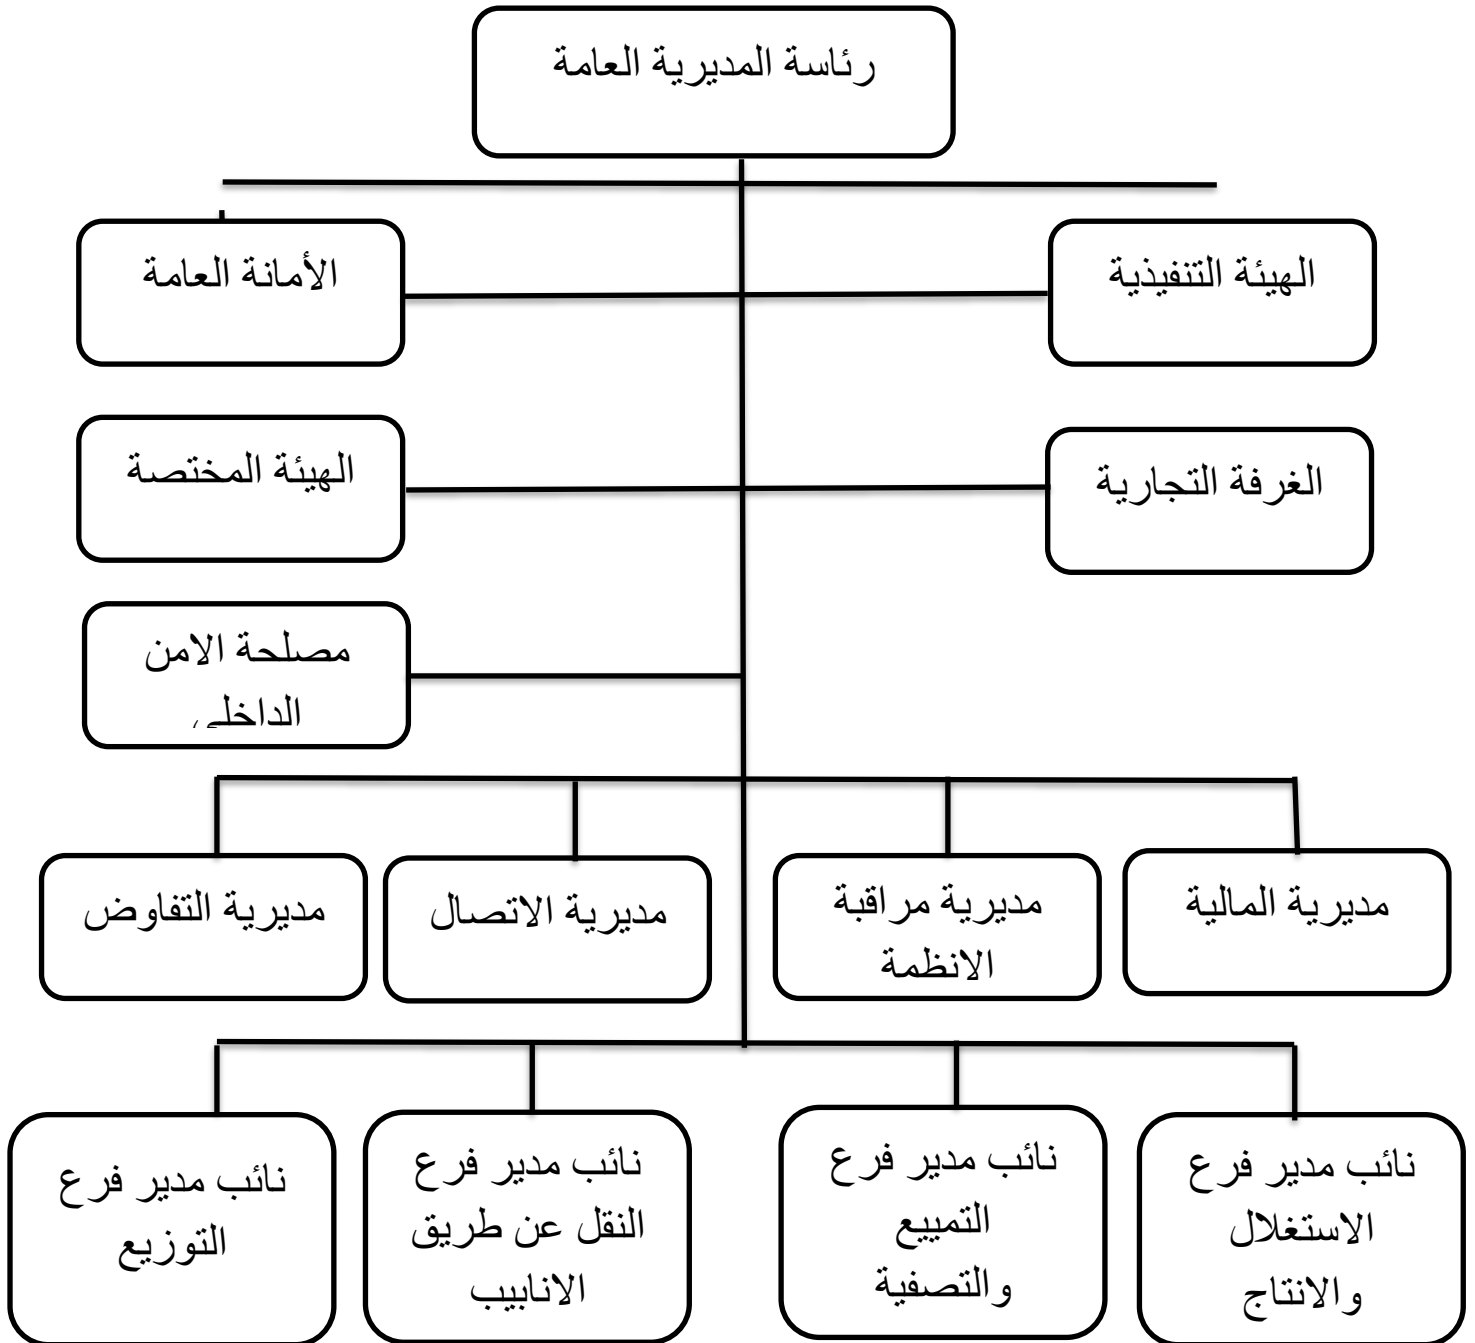 رئاسة المديرية العامة
الهيئة التنفيذية
الأمانة العامة
الغرفة التجارية
الهيئة المختصة
مصلحة الامن
الداخلي
مديرية المالية
مديرية مراقبة
الانظمة
مديرية الاتصال
مديرية التفاوض
نائب مدير فرع
الاستغلال
والانتاج
نائب مدير فرع
التمييع
والتصفية
نائب مدير فرع
النقل عن طريق
الانابيب
نائب مدير فرع
التوزيع